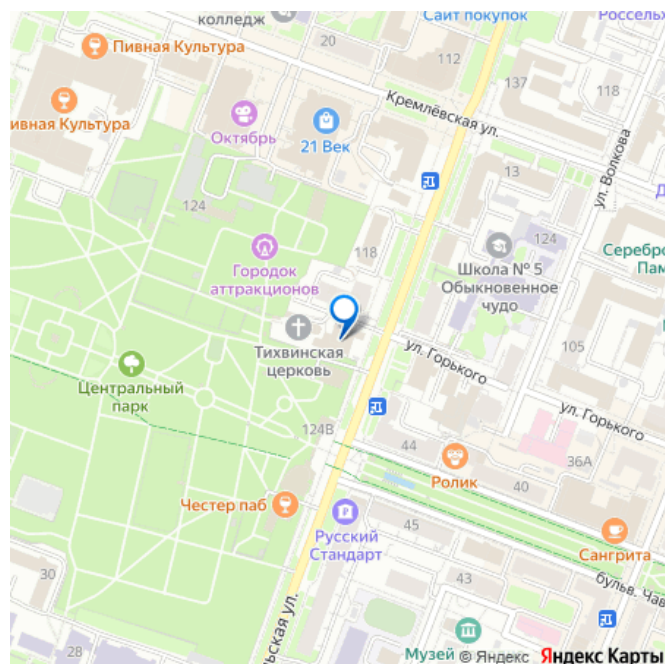 колледж
20
Сайт покупок
Россельх
Пивная Культура
112
137
118
Кремлёвская ул.
ивная Культура
Октябрь
21 Век
ул. Волкова
13
124
124
118
Школа № 5
Обыкновенное
чудо
Серебро
Пам
Городок
аттракционов
Тихвинская
церковь
ул. Горького
105
Центральный
парк
ул. Горького
124В
44
36А
Ролик
40
Честер паб
Русский
Стандарт
45
Сангрита
30
43
бульв. Чав
ьская ул.
28
Музей
© Яндекс Яндекс Карты